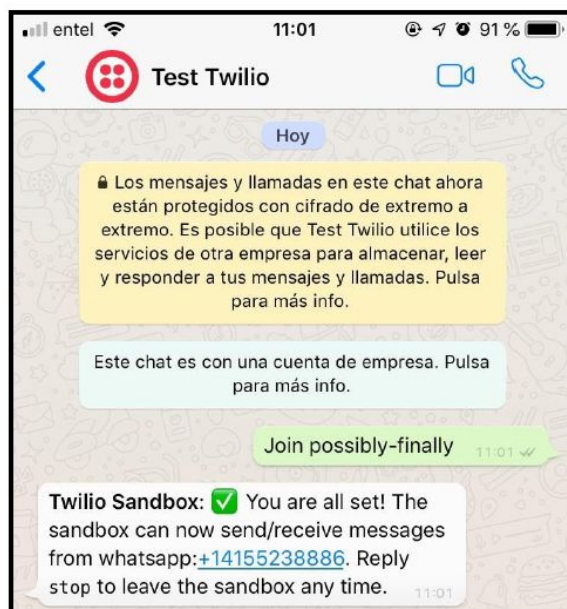 entel 11:01 91 %
Test Twilio
Hoy
Los mensajes y llamadas en este chat ahora
están protegidos con cifrado de extremo a
extremo. Es posible que Test Twilio utilice los
servicios de otra empresa para almacenar, leer
y responder a tus mensajes y llamadas. Pulsa
para más info.
Este chat es con una cuenta de empresa. Pulsa
para más info.
Join possibly-finally 11:01
Twilio Sandbox: ✅ You are all set! The
sandbox can now send/receive messages
from whatsapp:+14155238886. Reply
stop to leave the sandbox any time. 11:01